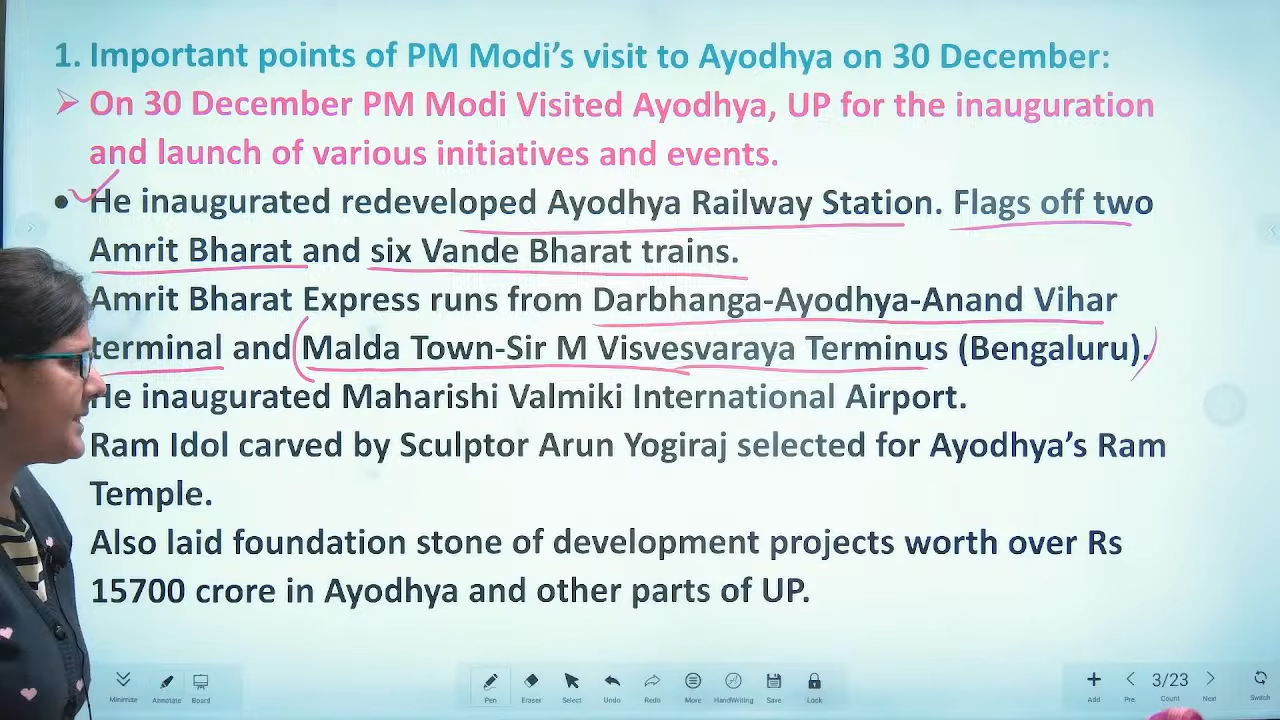 1. Important points of PM Modi's visit to Ayodhya on 30 December:
➢ On 30 December PM Modi Visited Ayodhya, UP for the inauguration
and launch of various initiatives and events.
• He inaugurated redeveloped Ayodhya Railway Station. Flags off two
Amrit Bharat and six Vande Bharat trains.
Amrit Bharat Express runs from Darbhanga-Ayodhya-Anand Vihar
terminal and Malda Town-Sir M Visvesvaraya Terminus (Bengaluru).
He inaugurated Maharishi Valmiki International Airport.
Ram Idol carved by Sculptor Arun Yogiraj selected for Ayodhya's Ram
Temple.
Also laid foundation stone of development projects worth over Rs
15700 crore in Ayodhya and other parts of UP.
3/23
Minimize Annotate Board Pen Eraser Select Undo Redo More HandWriting Save Lock Add Pre. Count Next Switch